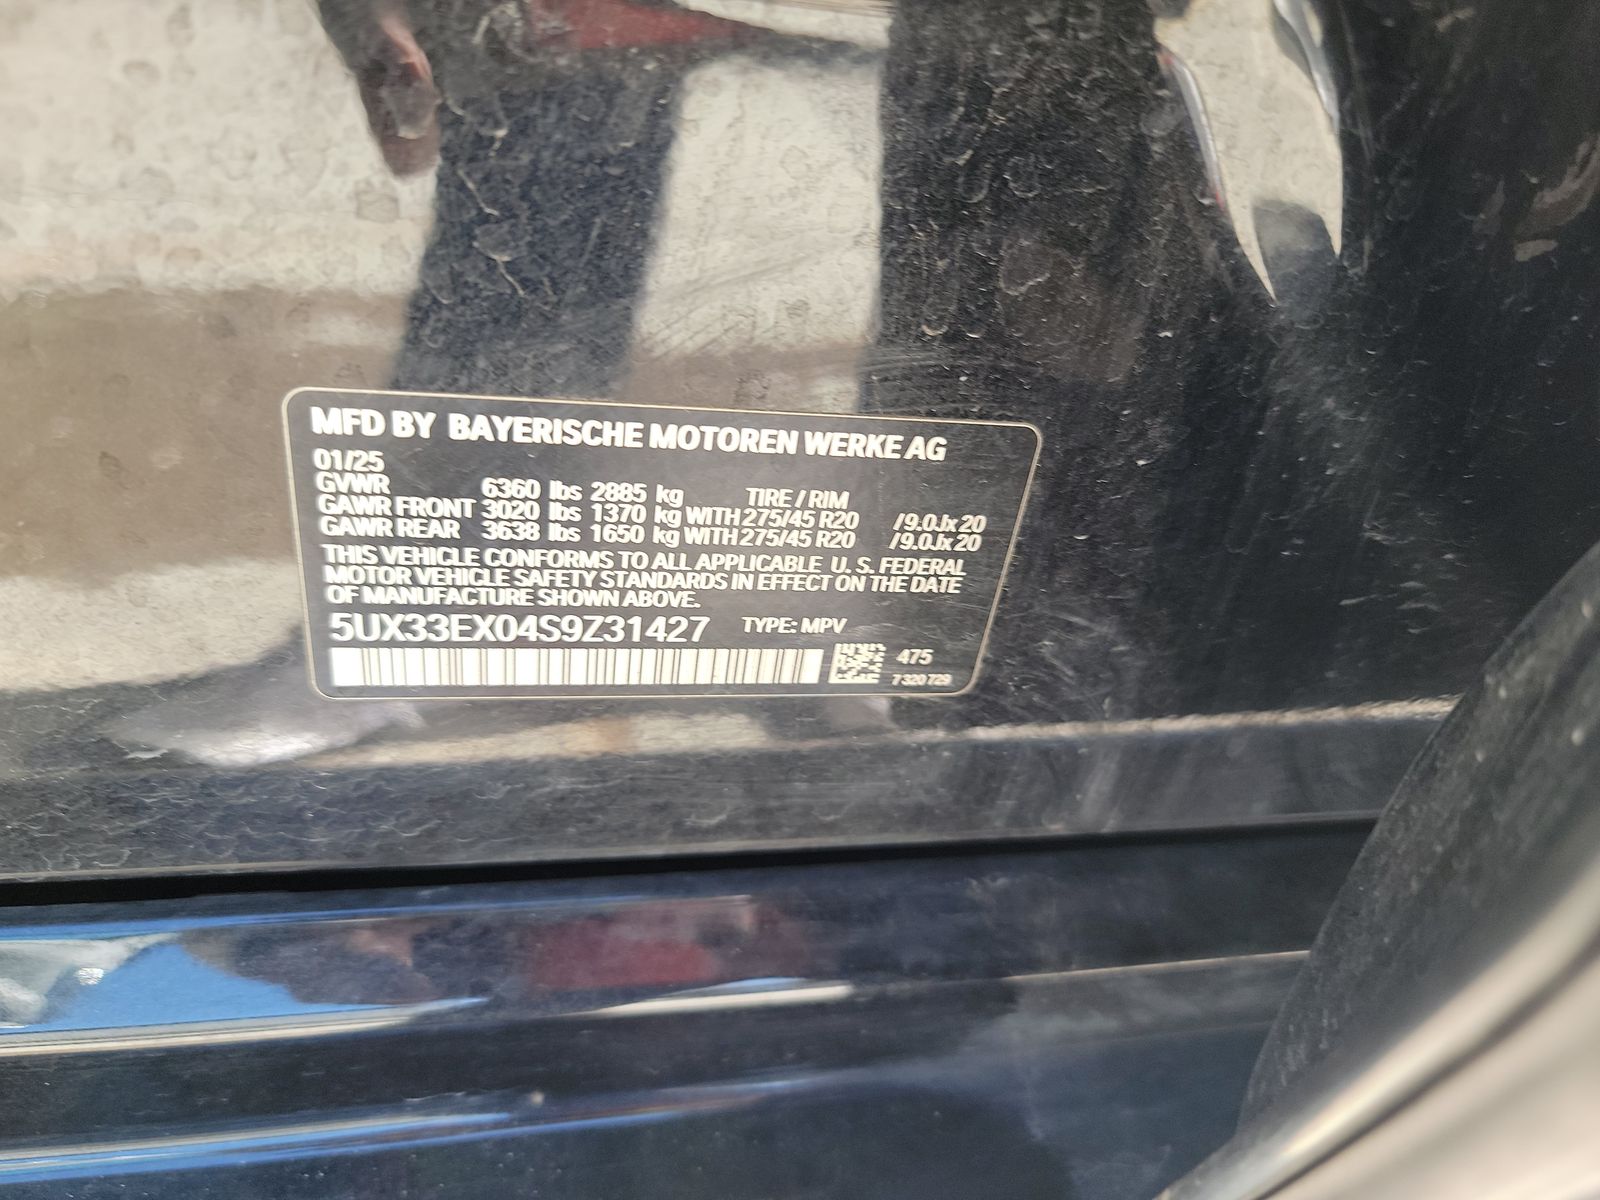 MFD BY BAYERISCHE MOTOREN WERKE AG
01/25
GVWR 6360 lbs 2885 kg TIRE / RIM
GAWR FRONT 3020 lbs 1370 kg WITH 275/45 R20 /9.0Jx20
GAWR REAR 3638 lbs 1650 kg WITH 275/45 R20 /9.0Jx20
THIS VEHICLE CONFORMS TO ALL APPLICABLE U. S. FEDERAL
MOTOR VEHICLE SAFETY STANDARDS IN EFFECT ON THE DATE
OF MANUFACTURE SHOWN ABOVE.
5UX33EX04S9Z31427 TYPE: MPV
475
7 320 729